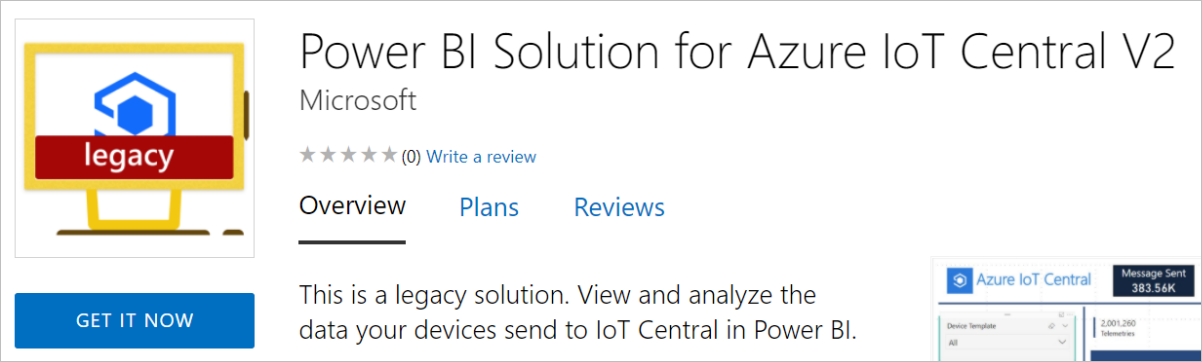 Power BI Solution for Azure IoT Central V2
Microsoft
legacy
(0) Write a review
Overview Plans Reviews
This is a legacy solution. View and analyze the
data your devices send to IoT Central in Power BI.
GET IT NOW
Azure IoT Central
Message Sent
383.56K
Device Template
All
2,001,260
Telemetries